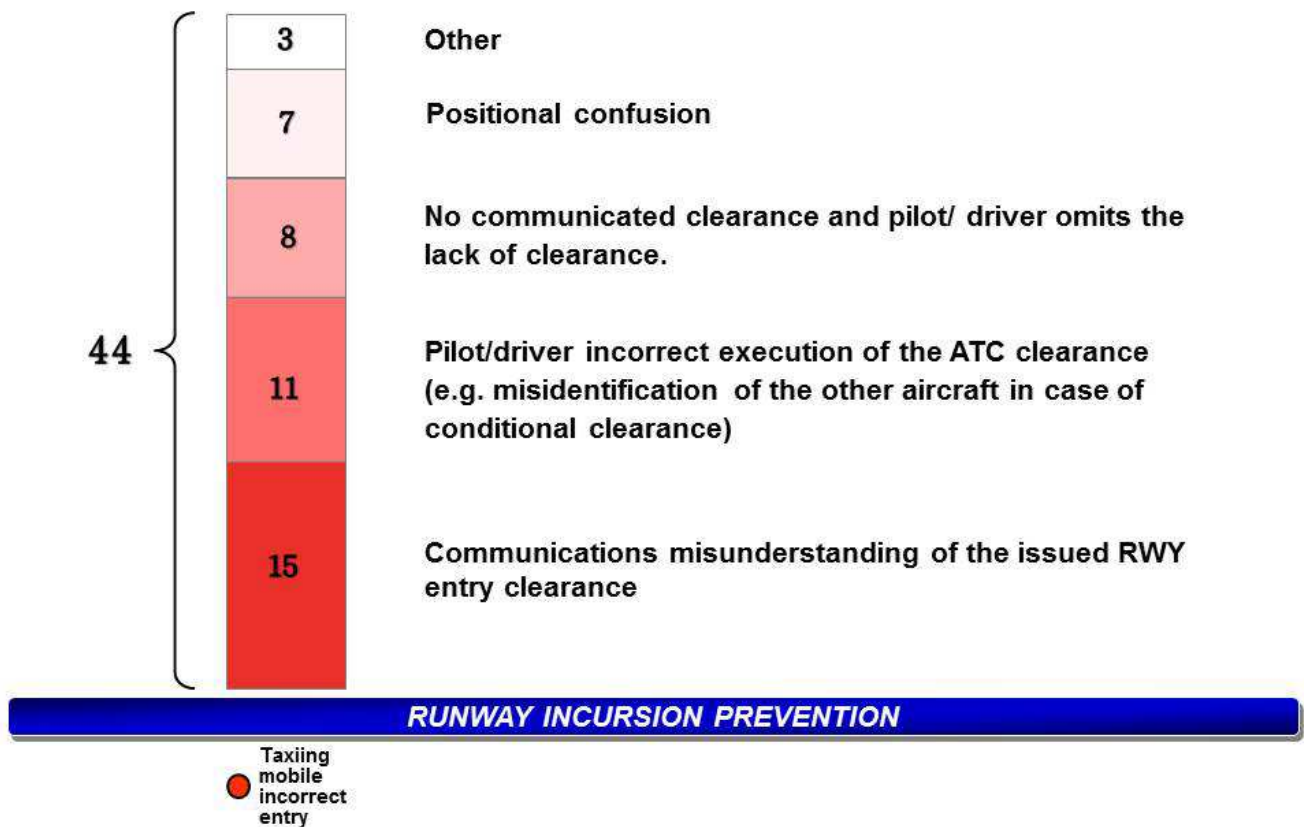 3
Other
7
Positional confusion
8
No communicated clearance and pilot/ driver omits the
lack of clearance.
44
11
Pilot/driver incorrect execution of the ATC clearance
(e.g. misidentification of the other aircraft in case of
conditional clearance)
15
Communications misunderstanding of the issued RWY
entry clearance
RUNWAY INCURSION PREVENTION
Taxiing
mobile
incorrect
entry